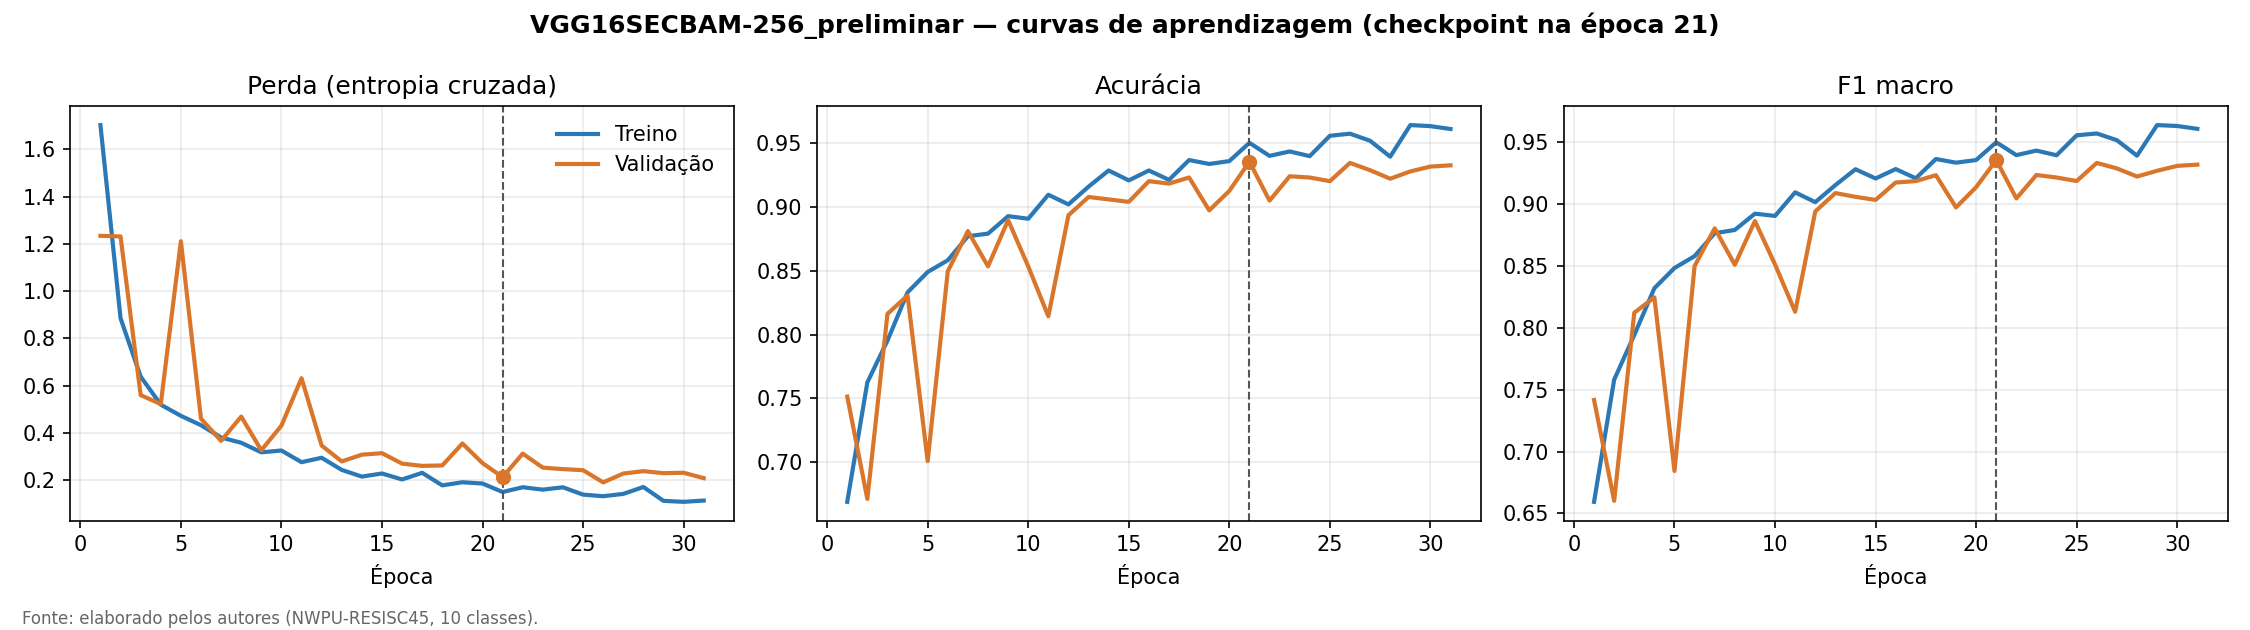 VGG16SECBAM-256_preliminar — curvas de aprendizagem (checkpoint na época 21)
Perda (entropia cruzada)
1.6
1.4
1.2
1.0
0.8
0.6
0.4
0.2
Treino
Validação
0 5 10 15 20 25 30
Época
Acurácia
0.95
0.90
0.85
0.80
0.75
0.70
0 5 10 15 20 25 30
Época
F1 macro
0.95
0.90
0.85
0.80
0.75
0.70
0.65
0 5 10 15 20 25 30
Época
Fonte: elaborado pelos autores (NWPU-RESISC45, 10 classes).